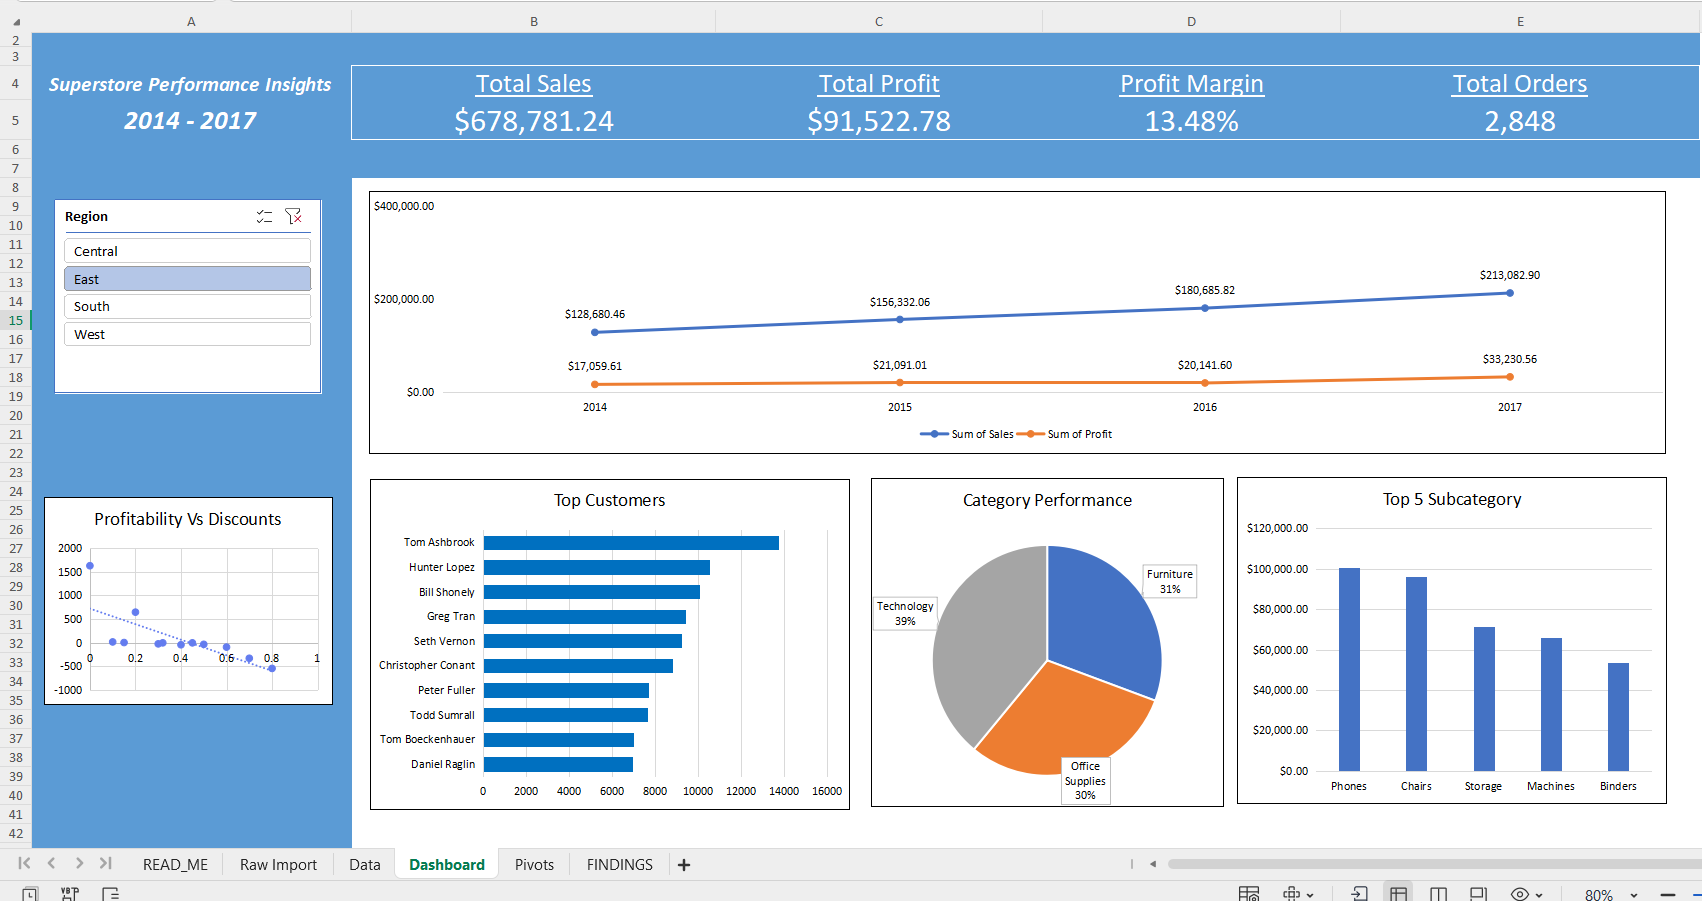 A B C D E
2
3
4
5
6
7
8
9
10
11
12
13
14
15
16
17
18
19
20
21
22
23
24
25
26
27
28
29
30
31
32
33
34
35
36
37
38
39
40
41
42
Superstore Performance Insights
2014 - 2017
Total Sales
$678,781.24
Total Profit
$91,522.78
Profit Margin
13.48%
Total Orders
2,848
Region
Central
East
South
West
$400,000.00
$200,000.00
$0.00
$128,680.46
$156,332.06
$180,685.82
$213,082.90
$17,059.61
$21,091.01
$20,141.60
$33,230.56
2014 2015 2016 2017
Sum of Sales Sum of Profit
Profitability Vs Discounts
2000
1500
1000
500
0
-500
-1000
0 0.2 0.4 0.6 0.8 1
Top Customers
Tom Ashbrook
Hunter Lopez
Bill Shonely
Greg Tran
Seth Vernon
Christopher Conant
Peter Fuller
Todd Sumrall
Tom Boeckenhauer
Daniel Raglin
0 2000 4000 6000 8000 10000 12000 14000 16000
Category Performance
Furniture
31%
Technology
39%
Office
Supplies
30%
Top 5 Subcategory
$120,000.00
$100,000.00
$80,000.00
$60,000.00
$40,000.00
$20,000.00
$0.00
Phones Chairs Storage Machines Binders
READ_ME Raw Import Data Dashboard Pivots FINDINGS
80%